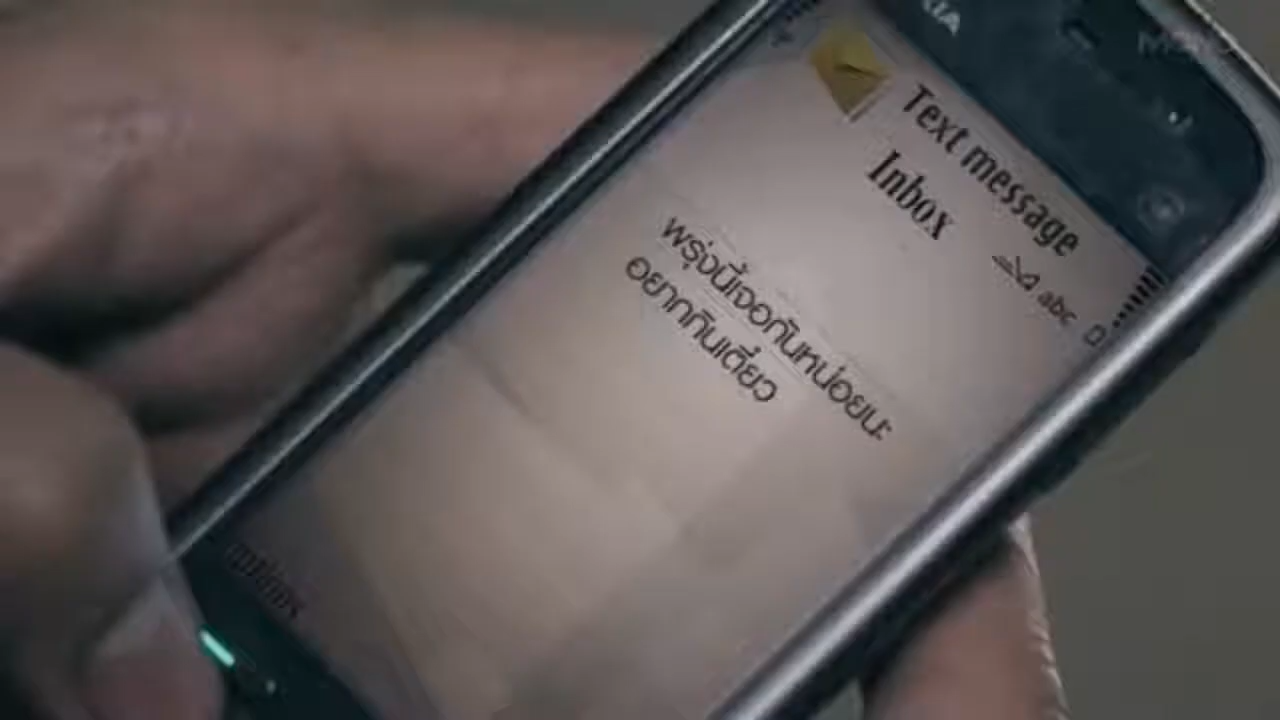 Text message
Inbox
abc
พรุ่งนี้เจอกันหน่อยนะ
อยากกินเตี๋ยว